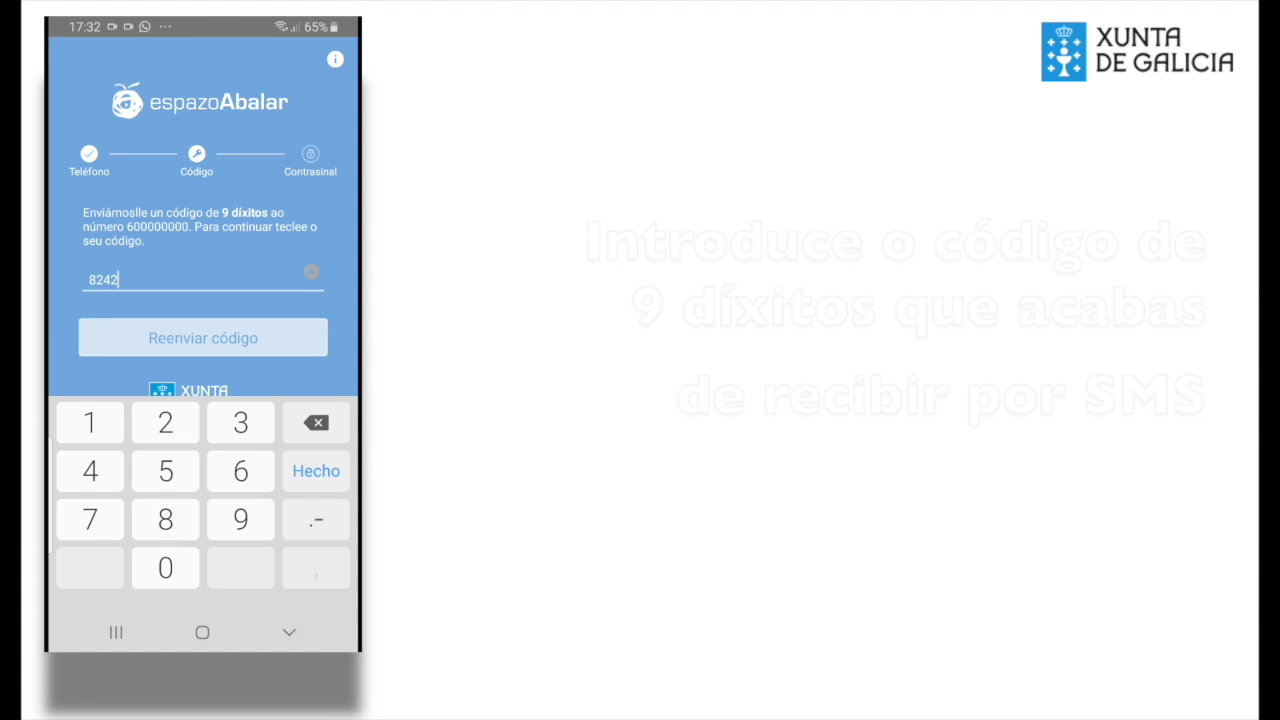 17:32
65%
XUNTA
DE GALICIA
i
espazoAbalar
Teléfono
Código
Contrasinal
Enviámoslle un código de 9 díxitos ao
número 600000000. Para continuar teclee o
seu código.
8242
Reenviar código
XUNTA
Introduce o código de
9 díxitos que acabas
de recibir por SMS
1 2 3
4 5 6 Hecho
7 8 9 .-
0 ,